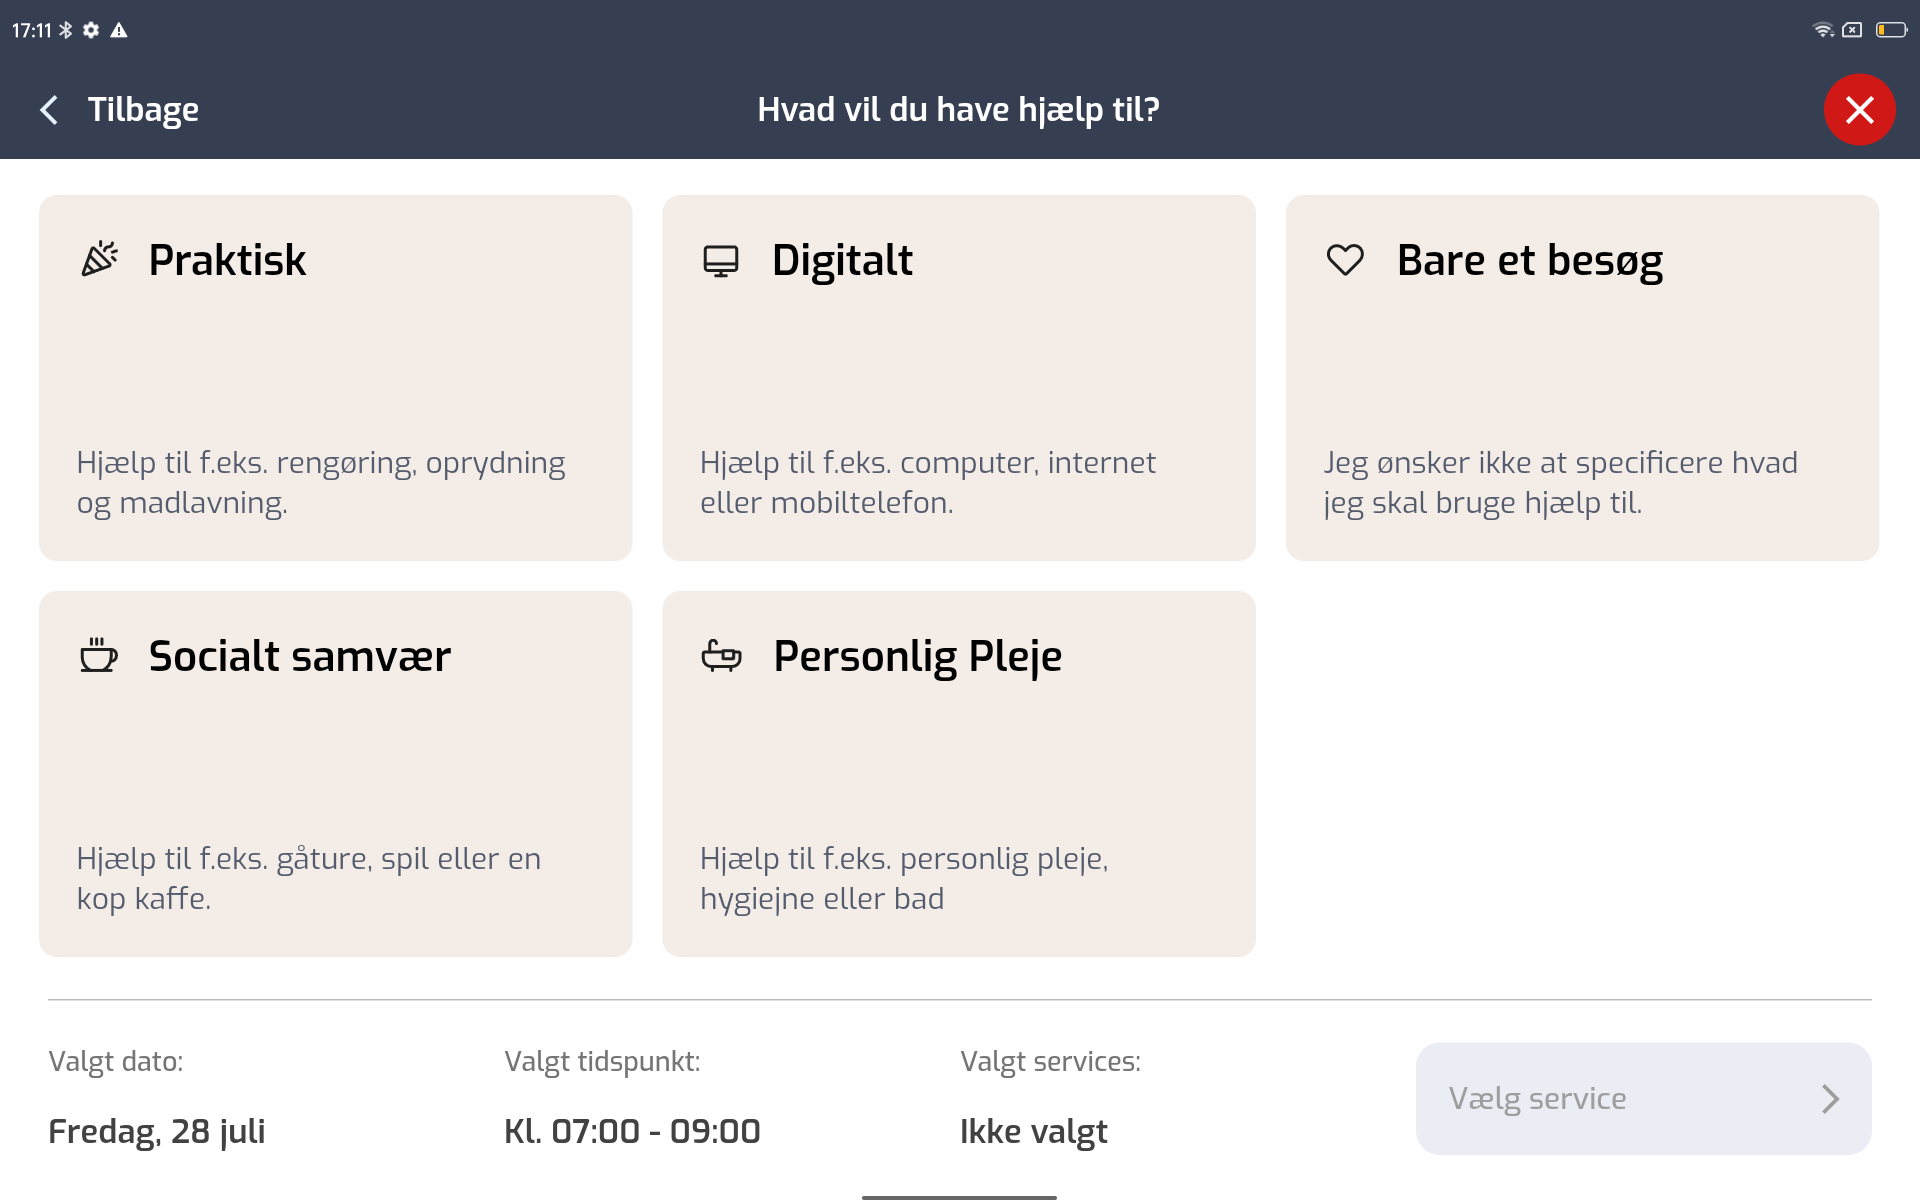 17:11
Tilbage
Hvad vil du have hjælp til?
Praktisk
Hjælp til f.eks. rengøring, oprydning
og madlavning.
Digitalt
Hjælp til f.eks. computer, internet
eller mobiltelefon.
Bare et besøg
Jeg ønsker ikke at specificere hvad
jeg skal bruge hjælp til.
Socialt samvær
Hjælp til f.eks. gåture, spil eller en
kop kaffe.
Personlig Pleje
Hjælp til f.eks. personlig pleje,
hygiejne eller bad
Valgt dato:
Fredag, 28 juli
Valgt tidspunkt:
Kl. 07:00 - 09:00
Valgt services:
Ikke valgt
Vælg service